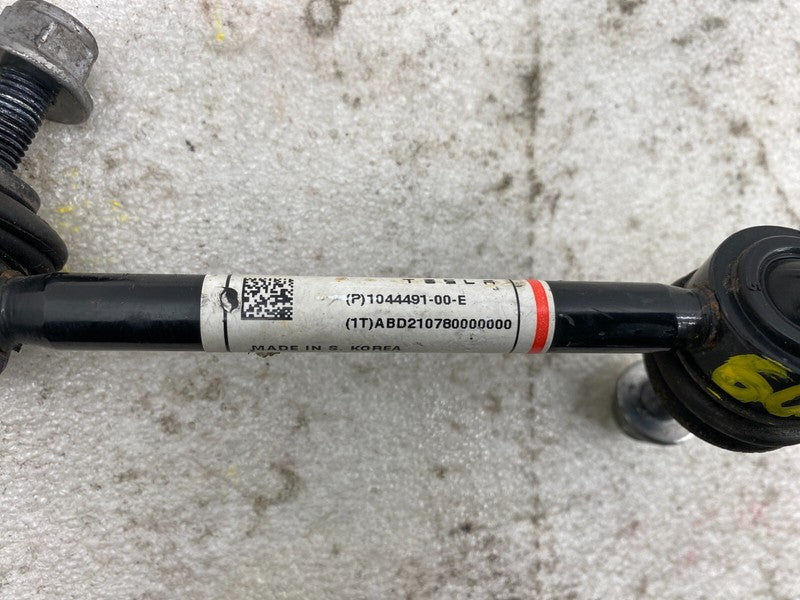 TESLA
(P)1044491-00-E
(1T)ABD210780000000
MADE IN S. KOREA